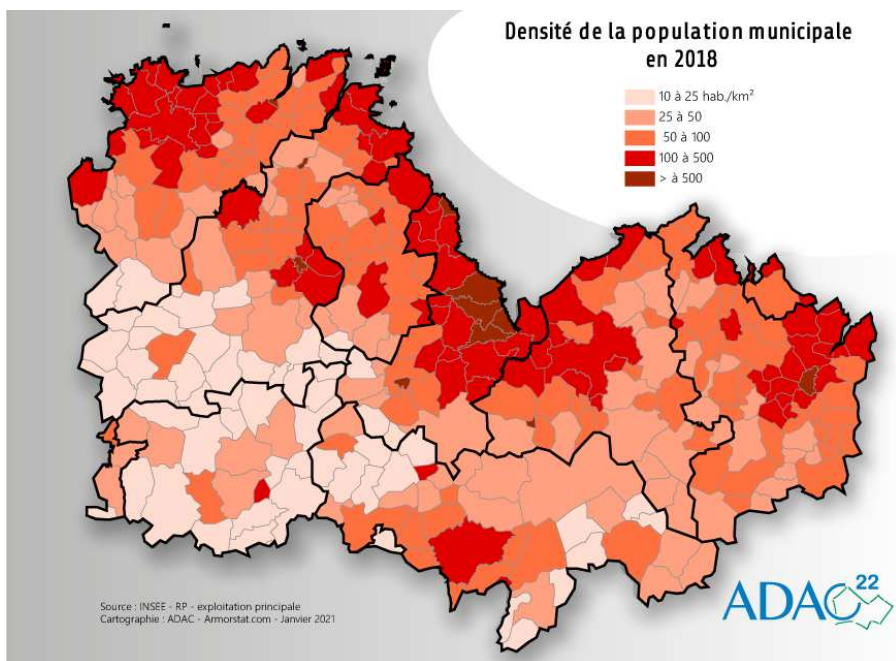 Densité de la population municipale
en 2018
10 à 25 hab./km²
25 à 50
50 à 100
100 à 500
> à 500
Source : INSEE - RP - exploitation principale
Cartographie : ADAC - Armorstat.com - Janvier 2021
ADAC 22